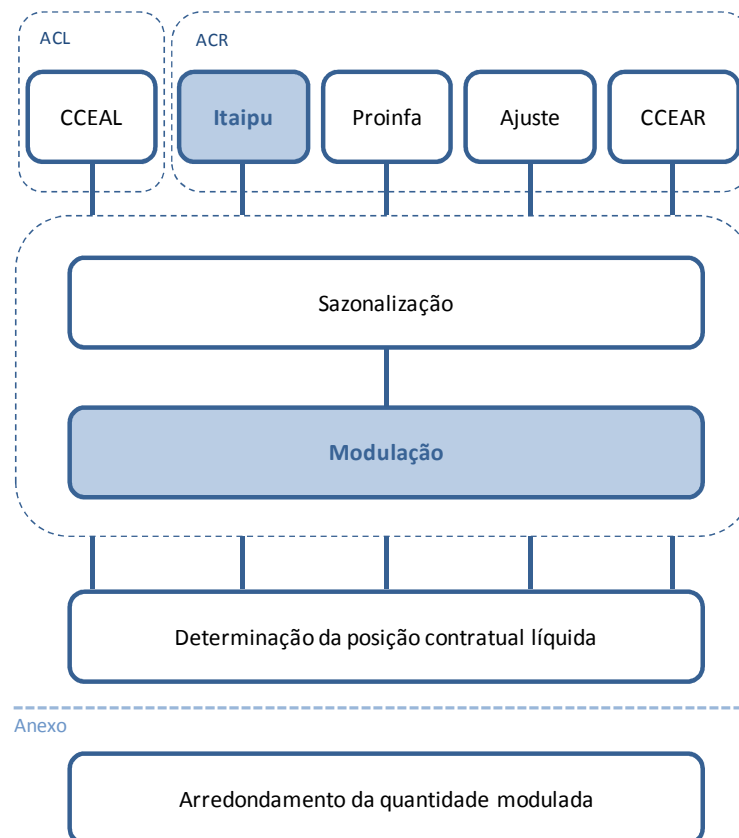 ACL
ACR
CCEAL
Itaipu
Proinfa
Ajuste
CCEAR
Sazonalização
Modulação
Determinação da posição contratual líquida
Anexo
Arredondamento da quantidade modulada